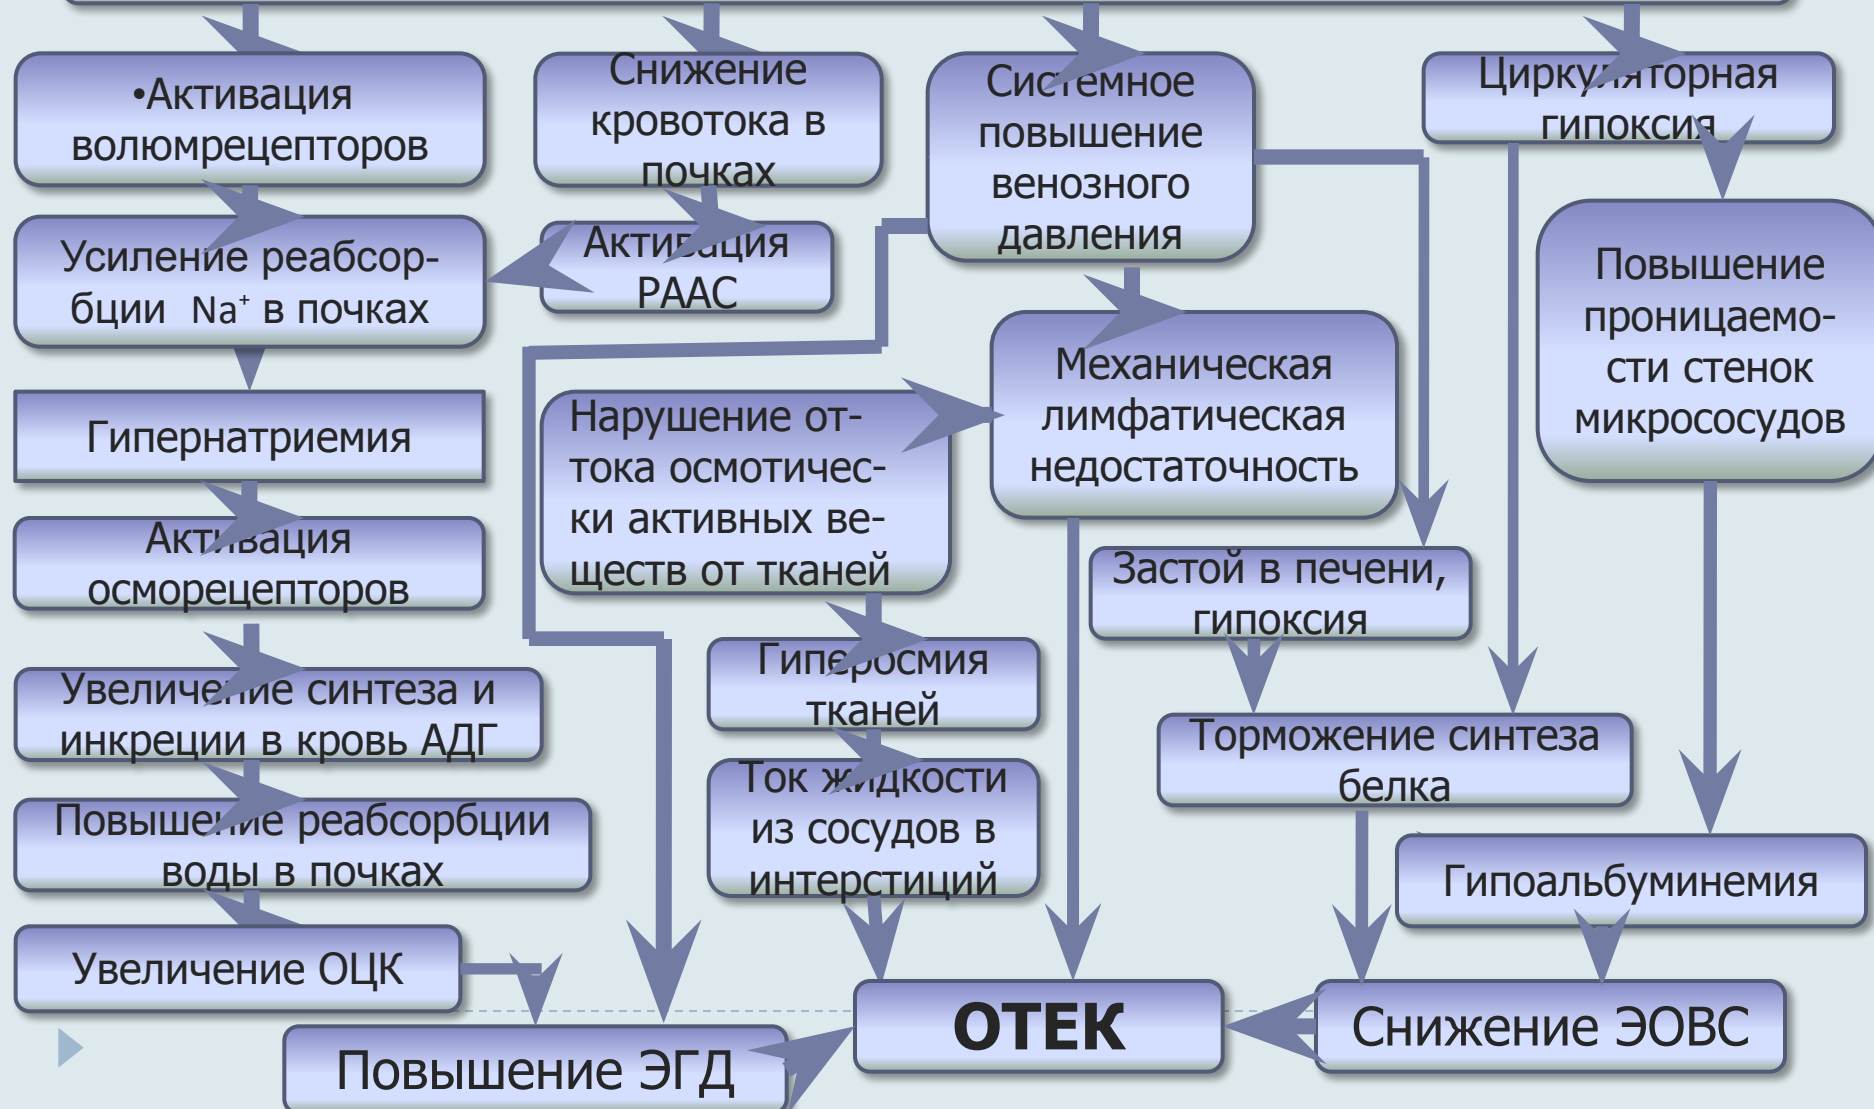 •Активация
волюмрецепторов
Снижение
кровотока в
почках
Системное
повышение
венозного
давления
Циркуляторная
гипоксия
Усиление реабсор-
бции Na⁺ в почках
Активация
РААС
Повышение
проницаемо-
сти стенок
микрососудов
Механическая
лимфатическая
недостаточность
Гипернатриемия
Нарушение от-
тока осмотичес-
ки активных ве-
ществ от тканей
Активация
осморецепторов
Застой в печени,
гипоксия
Увеличение синтеза и
инкреции в кровь АДГ
Гиперосмия
тканей
Торможение синтеза
белка
Повышение реабсорбции
воды в почках
Ток жидкости
из сосудов в
интерстиций
Гипоальбуминемия
Увеличение ОЦК
ОТЕК
Снижение ЭОВС
Повышение ЭГД